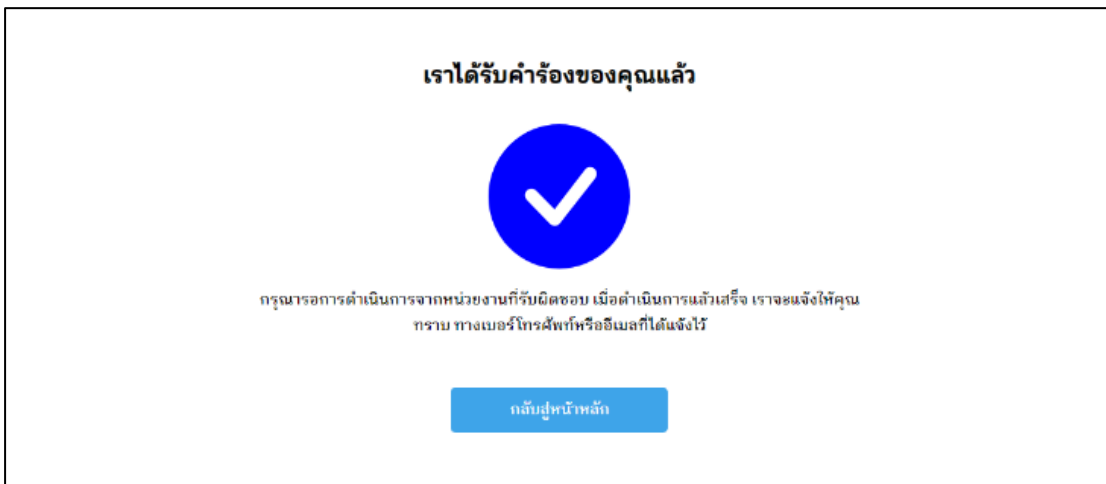 เราได้รับคำร้องของคุณแล้ว
กรุณารอการดำเนินการจากหน่วยงานที่รับผิดชอบ เมื่อดำเนินการแล้วเสร็จ เราจะแจ้งให้คุณ
ทราบ ทางเบอร์โทรศัพท์หรืออีเมลที่ได้แจ้งไว้
กลับสู่หน้าหลัก